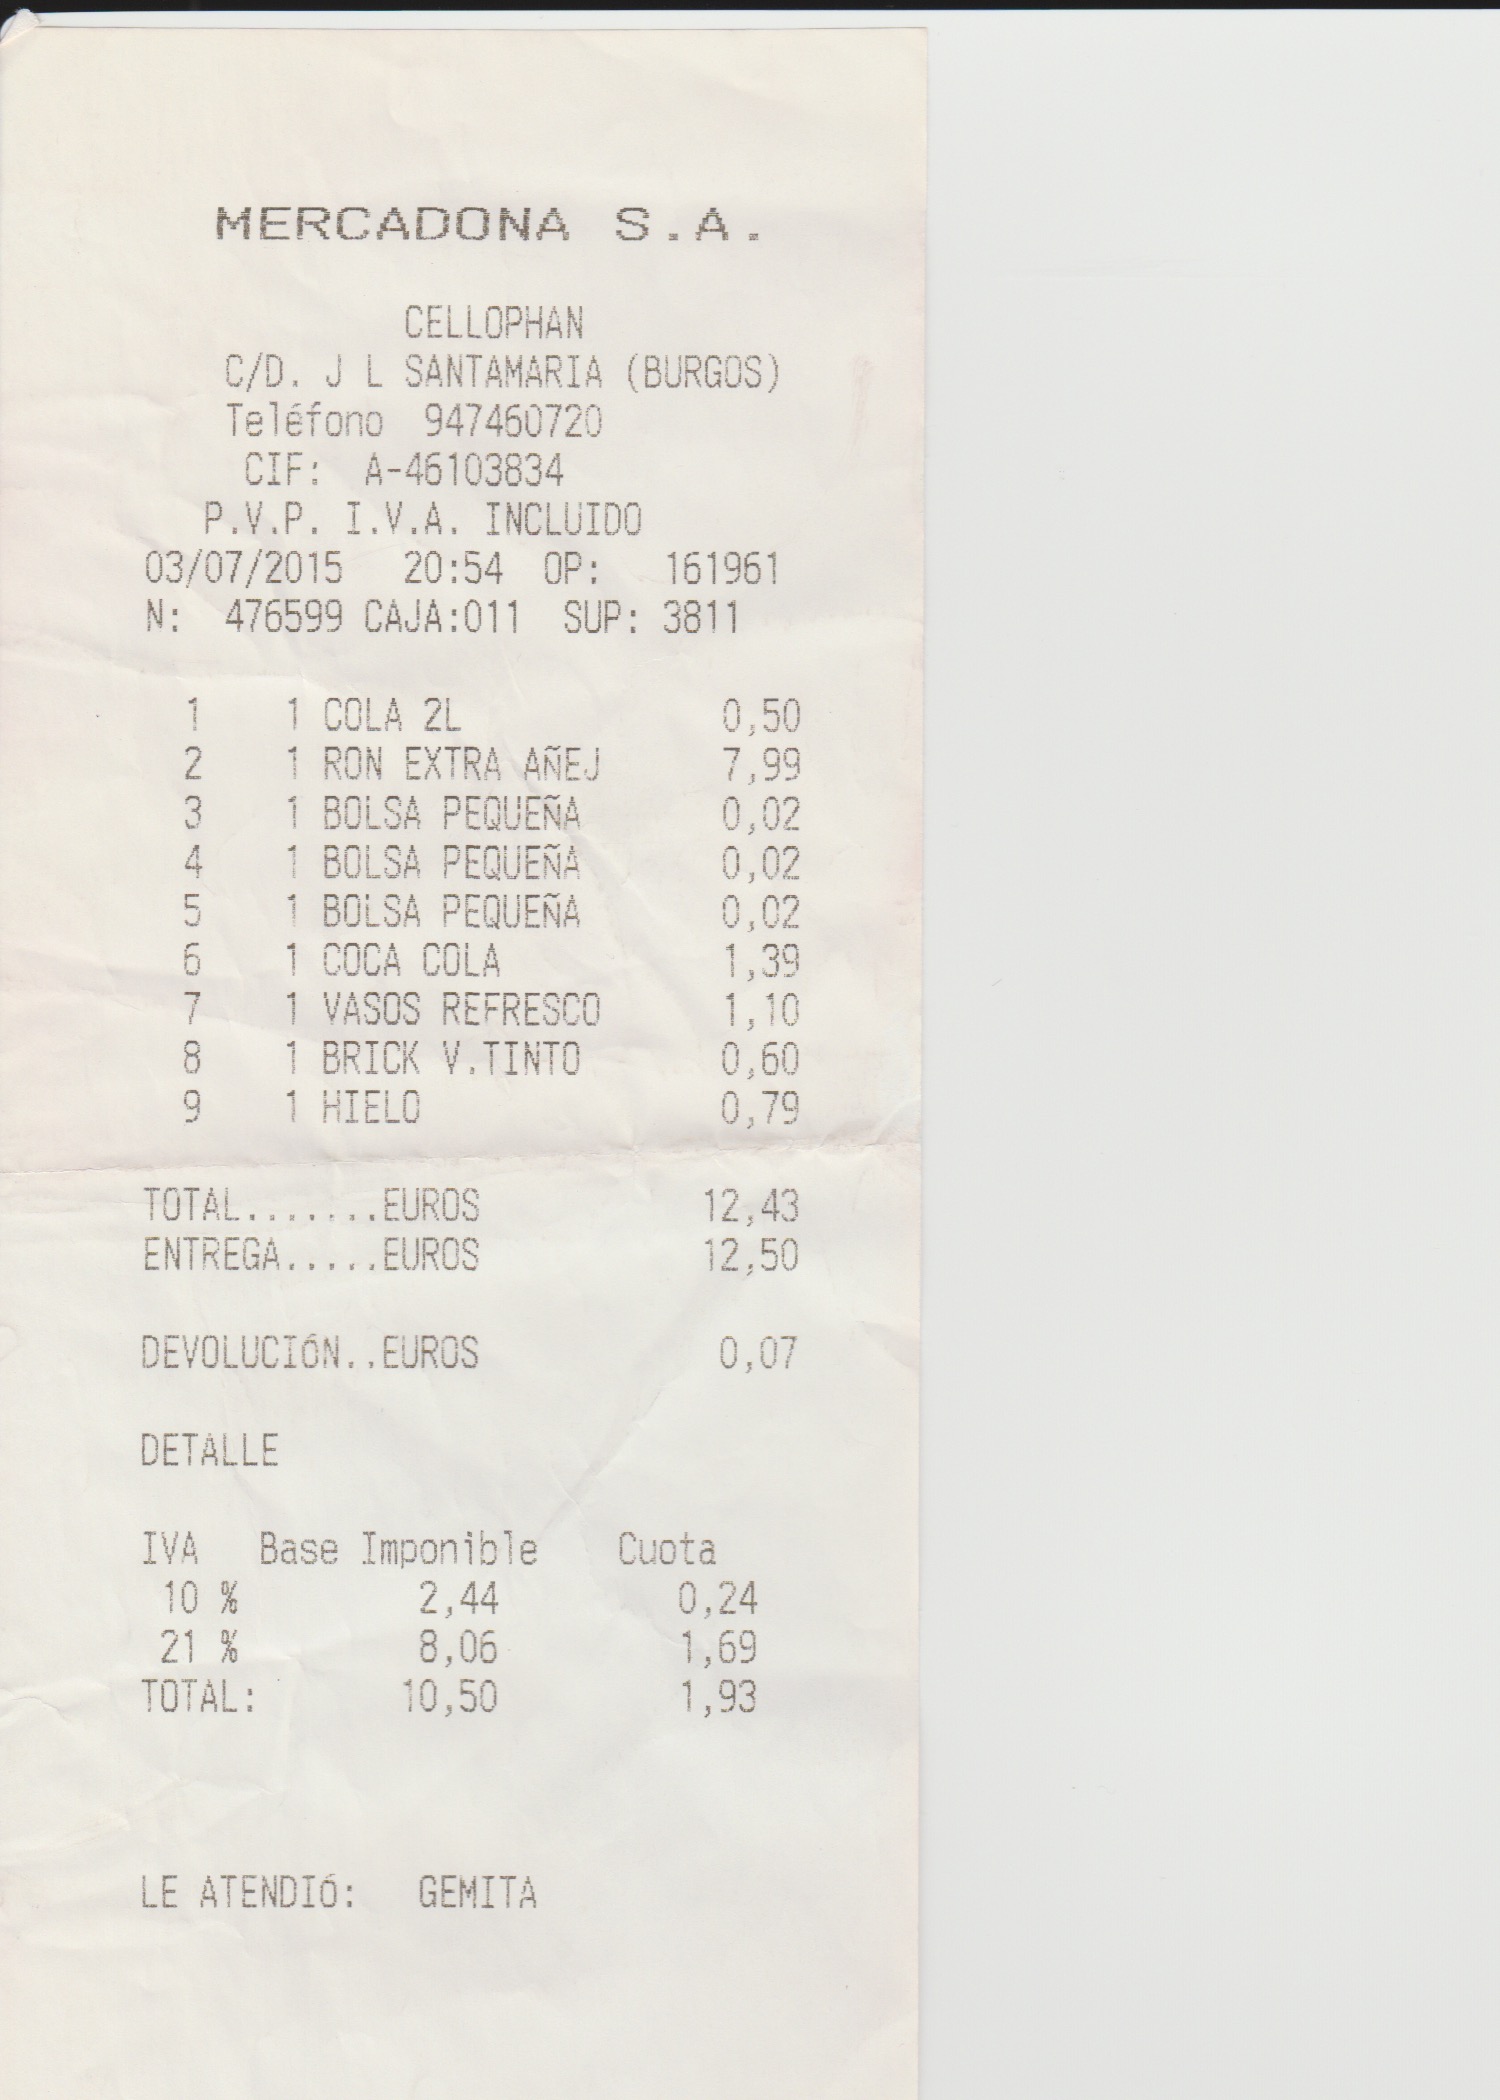 MERCADONA S.A.
CELLOPHAN
C/D. J L SANTAMARIA (BURGOS)
Teléfono 947460720
CIF: A-46103834
P.V.P. I.V.A. INCLUIDO
03/07/2015 20:54 OP: 161961
N: 476599 CAJA:011 SUP: 3811
1 1 COLA 2L 0,50
2 1 RON EXTRA AÑEJ 7,99
3 1 BOLSA PEQUEÑA 0,02
4 1 BOLSA PEQUEÑA 0,02
5 1 BOLSA PEQUEÑA 0,02
6 1 COCA COLA 1,39
7 1 VASOS REFRESCO 1,10
8 1 BRICK V.TINTO 0,60
9 1 HIELO 0,79
TOTAL.......EUROS 12,43
ENTREGA.....EUROS 12,50
DEVOLUCIÓN..EUROS 0,07
DETALLE
IVA Base Imponible Cuota
10 % 2,44 0,24
21 % 8,06 1,69
TOTAL: 10,50 1,93
LE ATENDIÓ: GEMITA